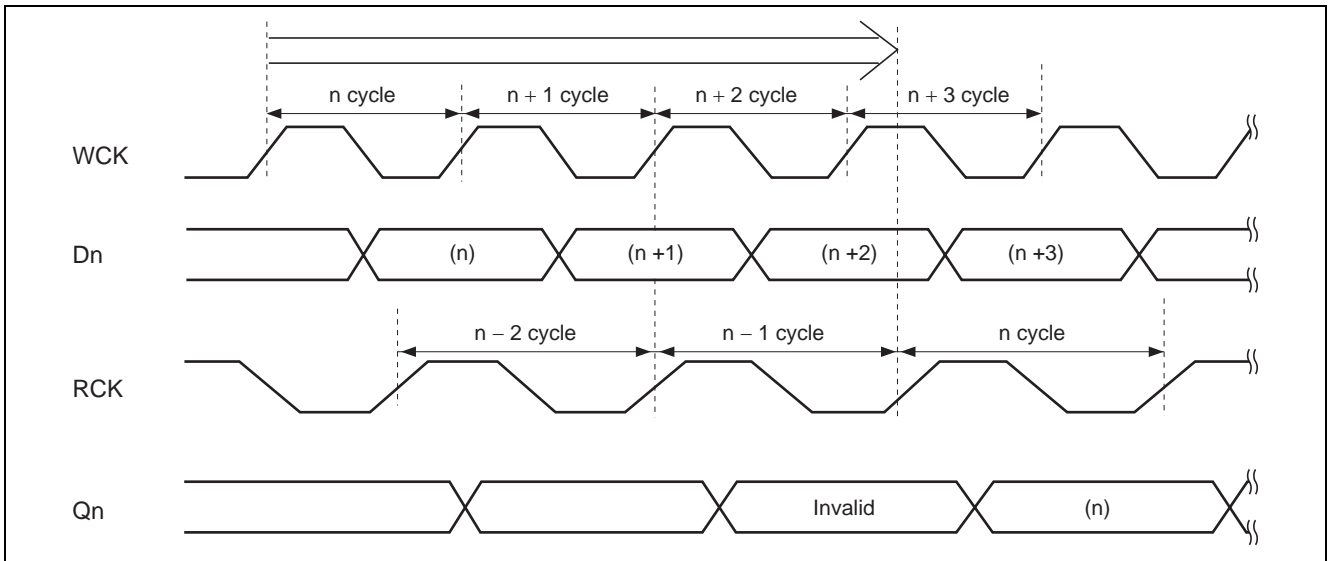 n cycle n + 1 cycle n + 2 cycle n + 3 cycle
WCK
Dn (n) (n +1) (n +2) (n +3)
n − 2 cycle n − 1 cycle n cycle
RCK
Qn Invalid (n)